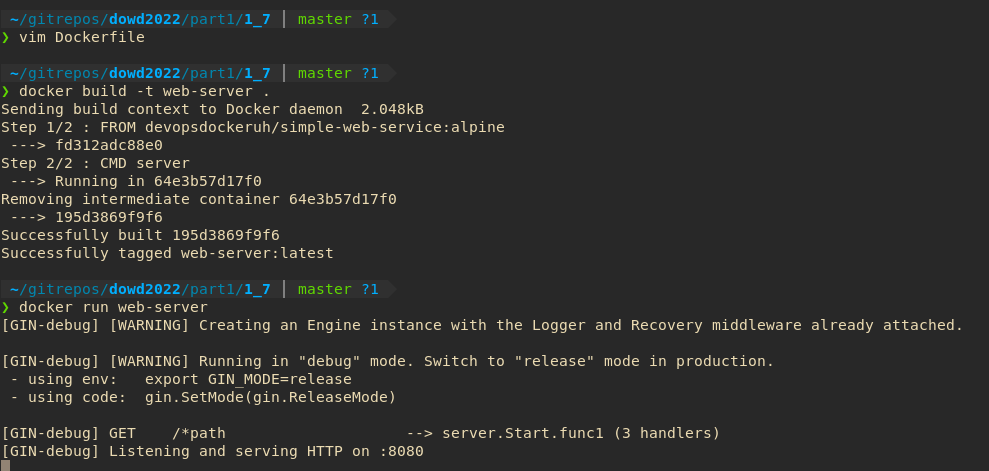 ~/gitrepos/dowd2022/part1/1_7 | master ?1
❯ vim Dockerfile
~/gitrepos/dowd2022/part1/1_7 | master ?1
❯ docker build -t web-server .
Sending build context to Docker daemon  2.048kB
Step 1/2 : FROM devopsdockeruh/simple-web-service:alpine
 ---> fd312adc88e0
Step 2/2 : CMD server
 ---> Running in 64e3b57d17f0
Removing intermediate container 64e3b57d17f0
 ---> 195d3869f9f6
Successfully built 195d3869f9f6
Successfully tagged web-server:latest
~/gitrepos/dowd2022/part1/1_7 | master ?1
❯ docker run web-server
[GIN-debug] [WARNING] Creating an Engine instance with the Logger and Recovery middleware already attached.
[GIN-debug] [WARNING] Running in "debug" mode. Switch to "release" mode in production.
 - using env:   export GIN_MODE=release
 - using code:  gin.SetMode(gin.ReleaseMode)
[GIN-debug] GET    /*path                    --> server.Start.func1 (3 handlers)
[GIN-debug] Listening and serving HTTP on :8080